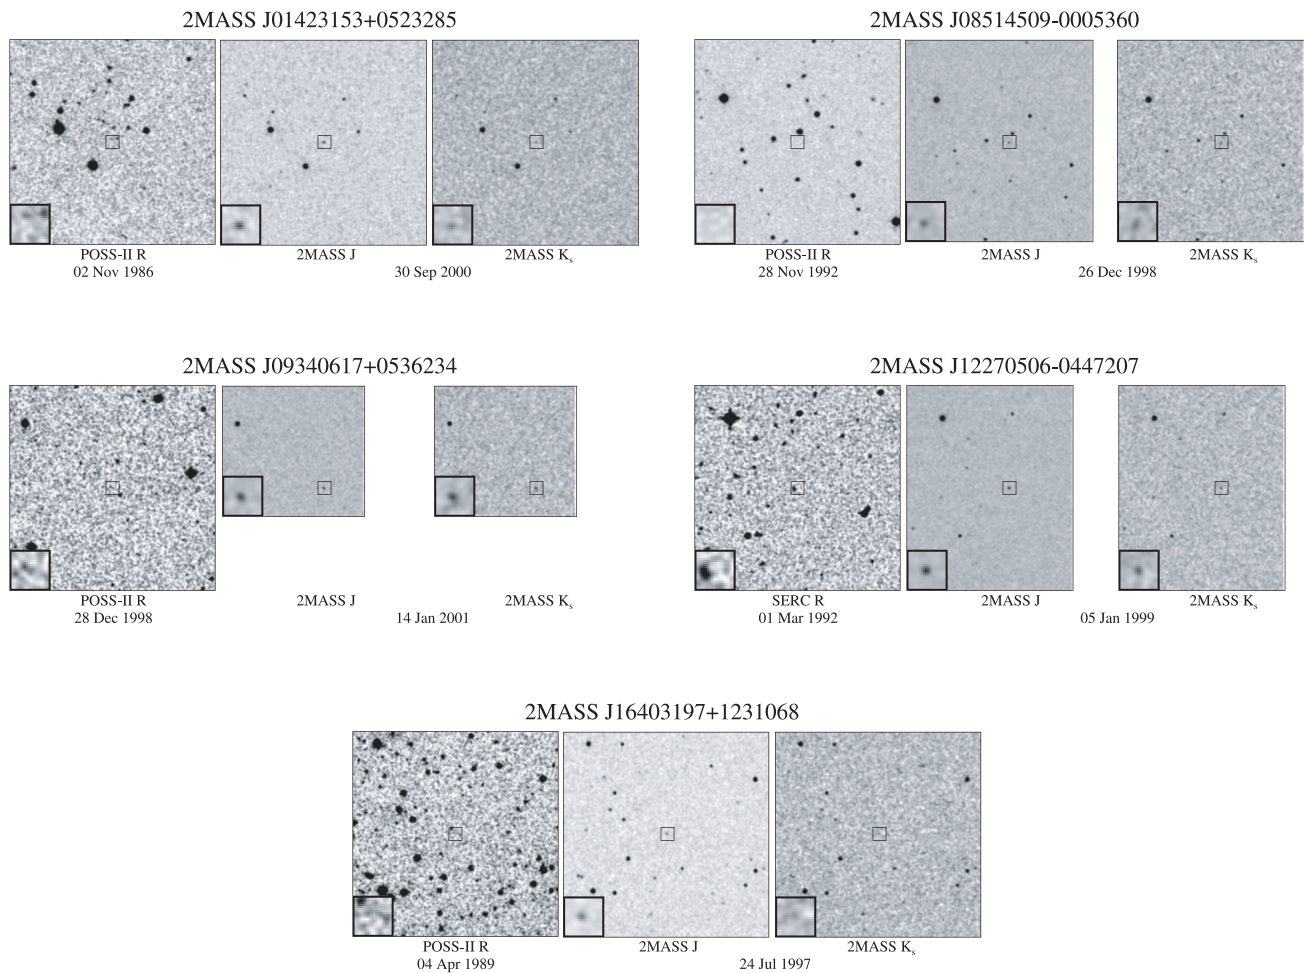 2MASS J01423153+0523285
POSS-II R 2MASS J 2MASS Ks
02 Nov 1986 30 Sep 2000
2MASS J08514509-0005360
POSS-II R 2MASS J 2MASS Ks
28 Nov 1992 26 Dec 1998
2MASS J09340617+0536234
POSS-II R 2MASS J 2MASS Ks
28 Dec 1998 14 Jan 2001
2MASS J12270506-0447207
SERC R 2MASS J 2MASS Ks
01 Mar 1992 05 Jan 1999
2MASS J16403197+1231068
POSS-II R 2MASS J 2MASS Ks
04 Apr 1989 24 Jul 1997